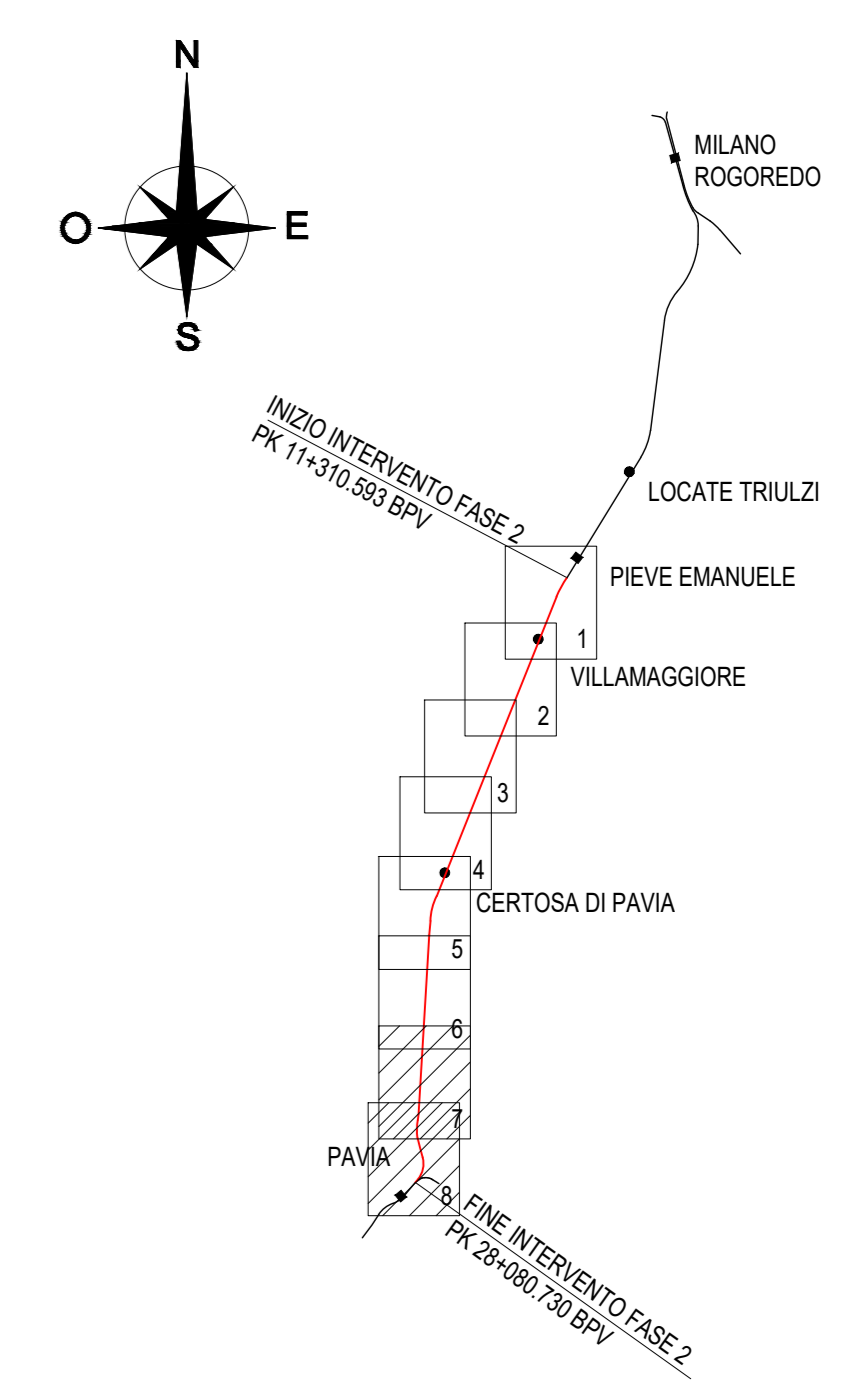 N
O
E
S
MILANO
ROGOREDO
LOCATE TRIULZI
INIZIO INTERVENTO FASE 2
PK 11+310.593 BPV
PIEVE EMANUELE
1
VILLAMAGGIORE
2
3
4
CERTOSA DI PAVIA
5
6
7
PAVIA
8
FINE INTERVENTO FASE 2
PK 28+080.730 BPV